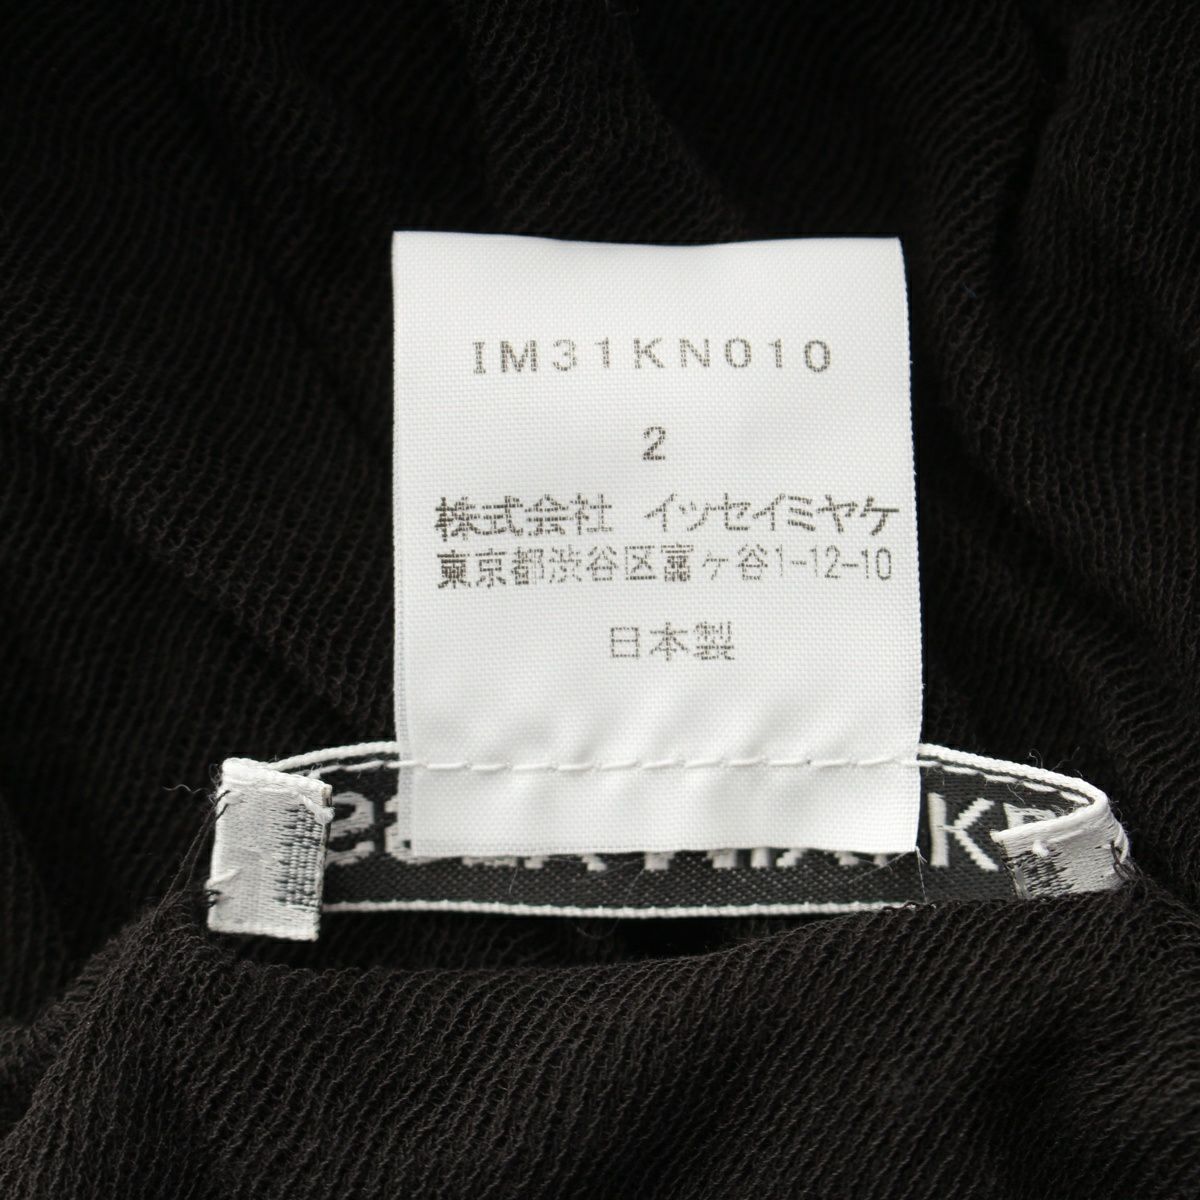 IM31KN010
2
株式会社 イッセイミヤケ
東京都渋谷区富ヶ谷1-12-10
日本製